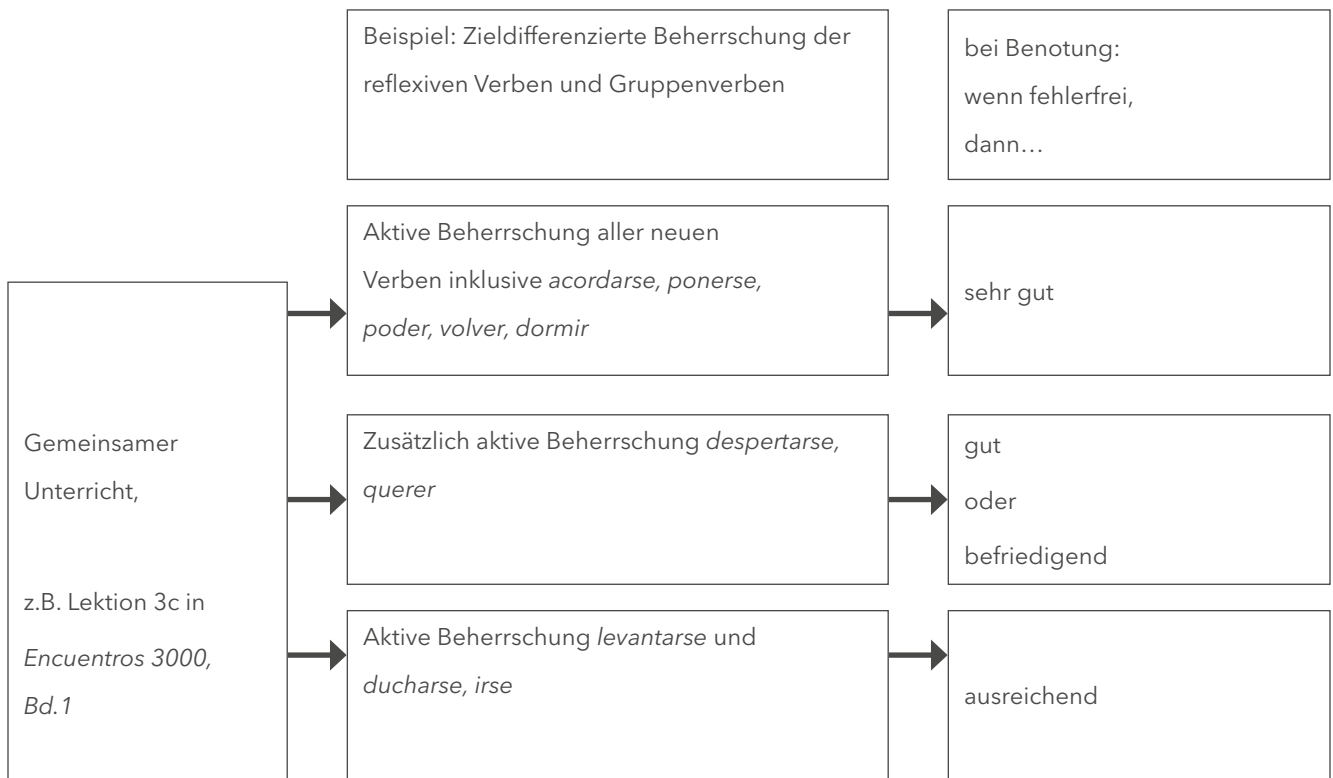 Beispiel: Zieldifferenzierte Beherrschung der
reflexiven Verben und Gruppenverben
bei Benotung:
wenn fehlerfrei,
dann…
Gemeinsamer
Unterricht,
z.B. Lektion 3c in
Encuentros 3000,
Bd.1
Aktive Beherrschung aller neuen
Verben inklusive acordarse, ponerse,
poder, volver, dormir
sehr gut
Zusätzlich aktive Beherrschung despertarse,
querer
gut
oder
befriedigend
Aktive Beherrschung levantarse und
ducharse, irse
ausreichend